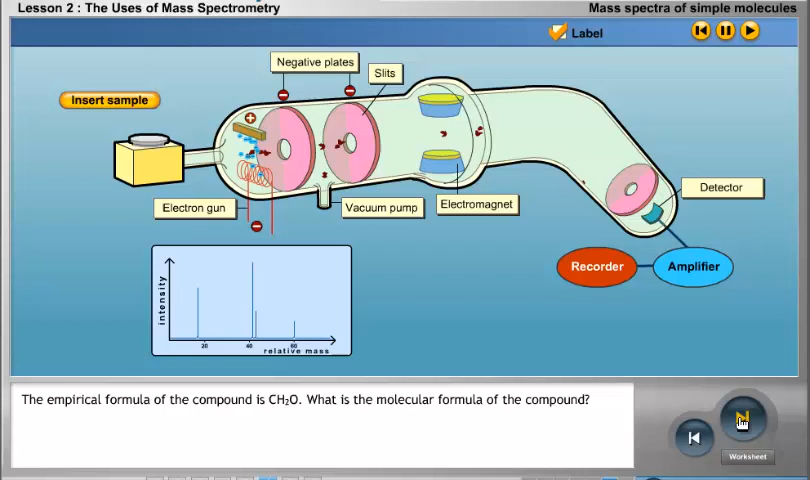 Lesson 2 : The Uses of Mass Spectrometry
Mass spectra of simple molecules
Label
Negative plates
Slits
Insert sample
Electron gun
Vacuum pump
Electromagnet
Detector
Recorder
Amplifier
intensity
20 40 60
relative mass
The empirical formula of the compound is CH₂O. What is the molecular formula of the compound?
Worksheet